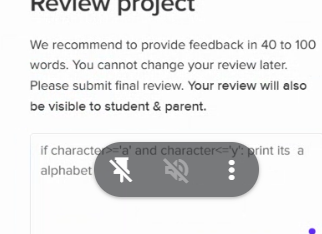 Review project
We recommend to provide feedback in 40 to 100
words. You cannot change your review later.
Please submit final review. Your review will also
be visible to student & parent.
if character>='a' and character<='y': print its a
alphabet